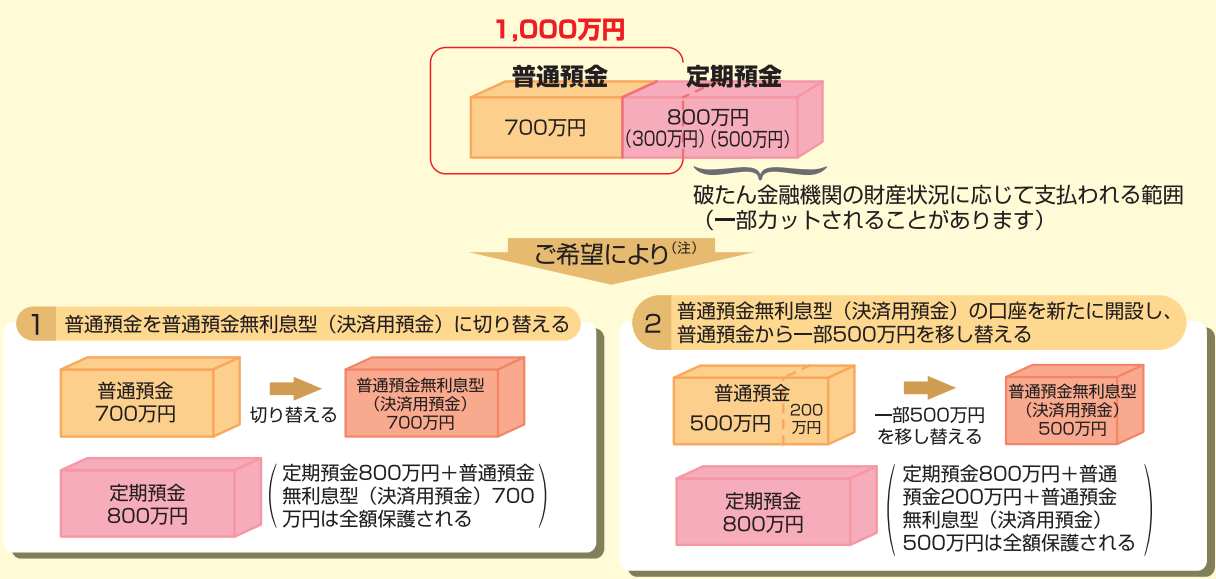 1,000万円
普通預金
定期預金
700万円
800万円
(300万円)(500万円)
破たん金融機関の財産状況に応じて支払われる範囲
(一部カットされることがあります)
ご希望により(注)
1 普通預金を普通預金無利息型(決済用預金)に切り替える
普通預金
700万円
切り替える
普通預金無利息型
(決済用預金)
700万円
定期預金
800万円
(定期預金800万円+普通預金
無利息型(決済用預金)700
万円は全額保護される)
2 普通預金無利息型(決済用預金)の口座を新たに開設し、
普通預金から一部500万円を移し替える
普通預金
500万円
200
万円
一部500万円
を移し替える
普通預金無利息型
(決済用預金)
500万円
定期預金
800万円
(定期預金800万円+普通
預金200万円+普通預金
無利息型(決済用預金)
500万円は全額保護される)